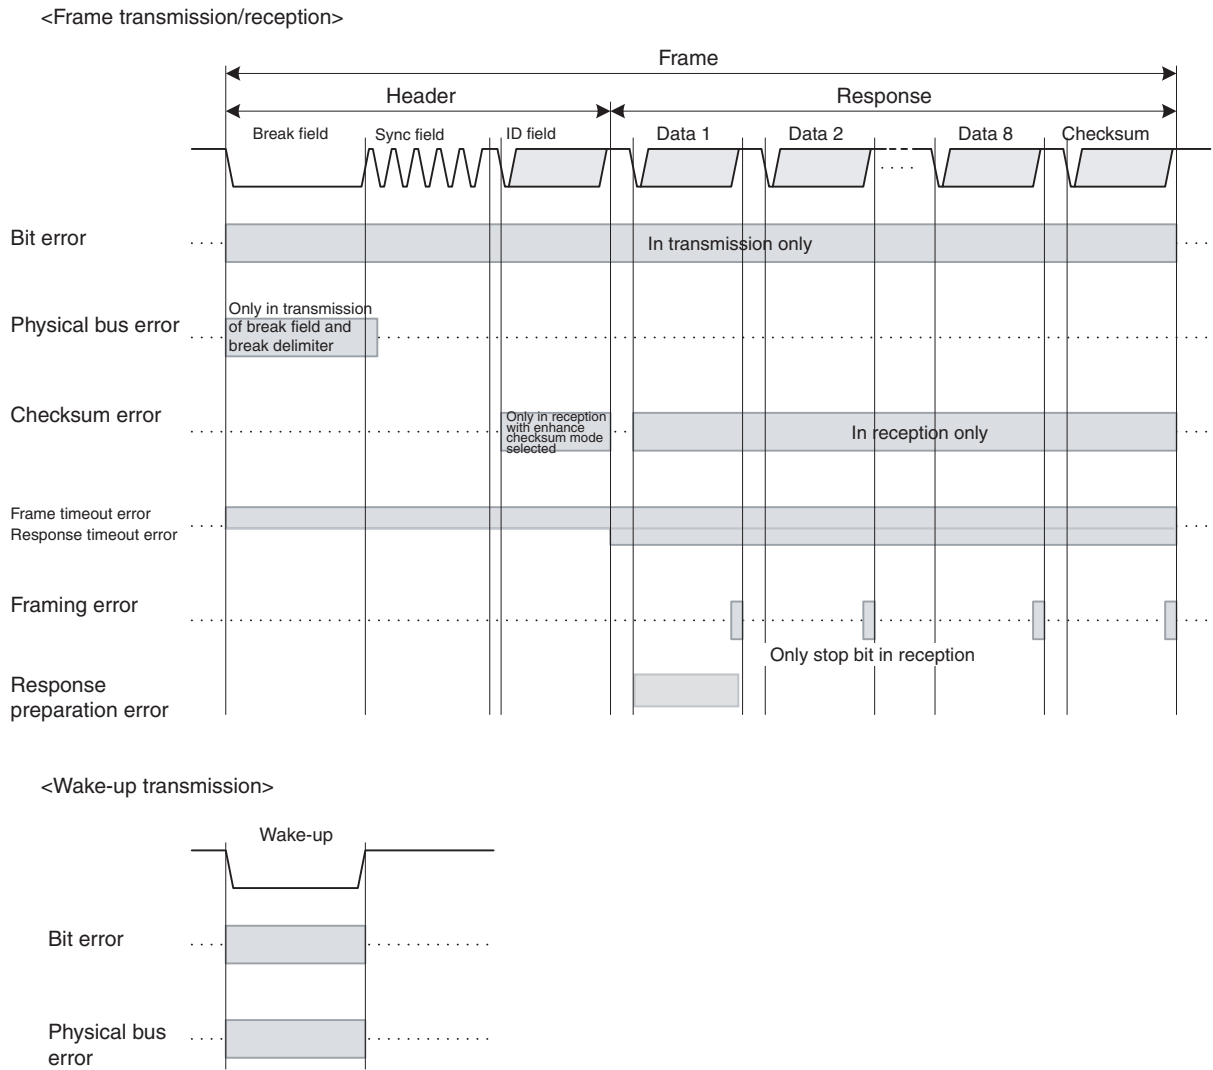 <Frame transmission/reception>
Frame
Header
Response
Break field
Sync field
ID field
Data 1
Data 2
Data 8
Checksum
Bit error
In transmission only
Physical bus error
Only in transmission
of break field and
break delimiter
Checksum error
Only in reception
with enhance
checksum mode
selected
In reception only
Frame timeout error
Response timeout error
Framing error
Only stop bit in reception
Response
preparation error
<Wake-up transmission>
Wake-up
Bit error
Physical bus
error